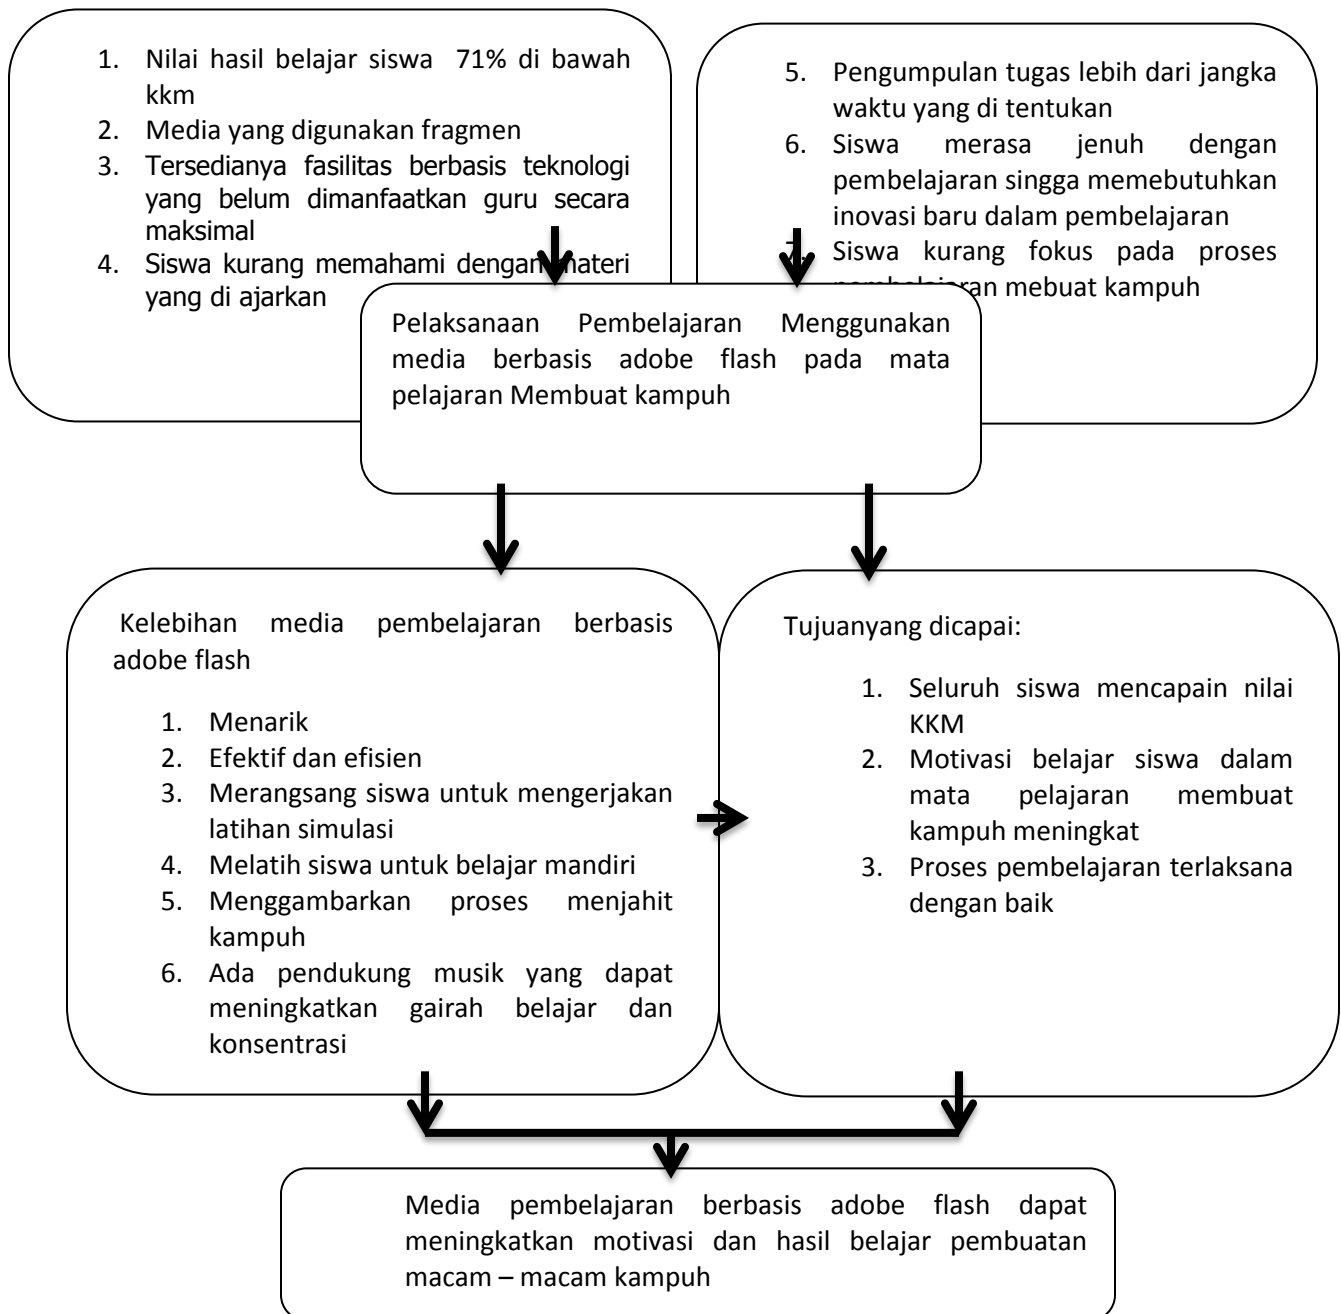 1. Nilai hasil belajar siswa 71% di bawah
kkm
2. Media yang digunakan fragmen
3. Tersedianya fasilitas berbasis teknologi
yang belum dimanfaatkan guru secara
maksimal
4. Siswa kurang memahami dengan materi
yang di ajarkan
5. Pengumpulan tugas lebih dari jangka
waktu yang di tentukan
6. Siswa merasa jenuh dengan
pembelajaran singga memebutuhkan
inovasi baru dalam pembelajaran
7. Siswa kurang fokus pada proses
pembelajaran mebuat kampuh
Pelaksanaan Pembelajaran Menggunakan
media berbasis adobe flash pada mata
pelajaran Membuat kampuh
Kelebihan media pembelajaran berbasis
adobe flash
1. Menarik
2. Efektif dan efisien
3. Merangsang siswa untuk mengerjakan
latihan simulasi
4. Melatih siswa untuk belajar mandiri
5. Menggambarkan proses menjahit
kampuh
6. Ada pendukung musik yang dapat
meningkatkan gairah belajar dan
konsentrasi
Tujuanyang dicapai:
1. Seluruh siswa mencapain nilai
KKM
2. Motivasi belajar siswa dalam
mata pelajaran membuat
kampuh meningkat
3. Proses pembelajaran terlaksana
dengan baik
Media pembelajaran berbasis adobe flash dapat
meningkatkan motivasi dan hasil belajar pembuatan
macam – macam kampuh